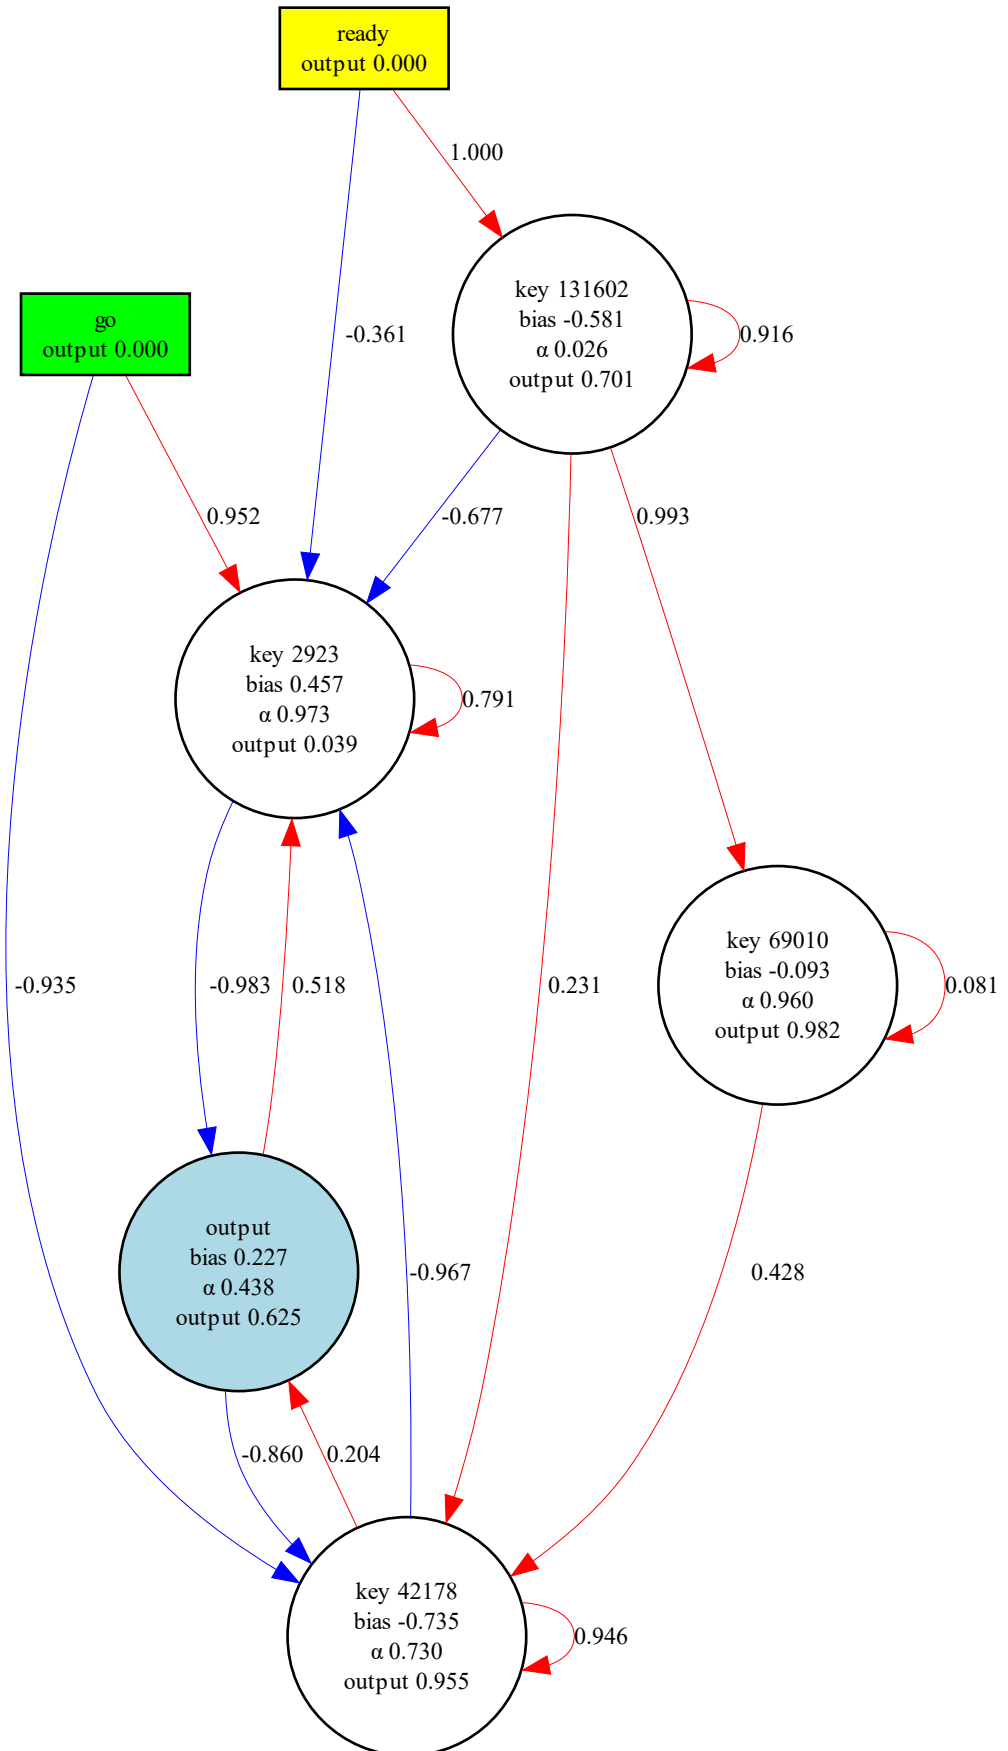 ready
output 0.000
1.000
key 131602
bias -0.581
α 0.026
output 0.701
0.916
go
output 0.000
-0.361
0.952
-0.677
0.993
key 2923
bias 0.457
α 0.973
output 0.039
0.791
key 69010
bias -0.093
α 0.960
output 0.982
0.081
-0.935
-0.983
0.518
0.231
output
bias 0.227
α 0.438
output 0.625
-0.967
0.428
-0.860
0.204
key 42178
bias -0.735
α 0.730
output 0.955
0.946